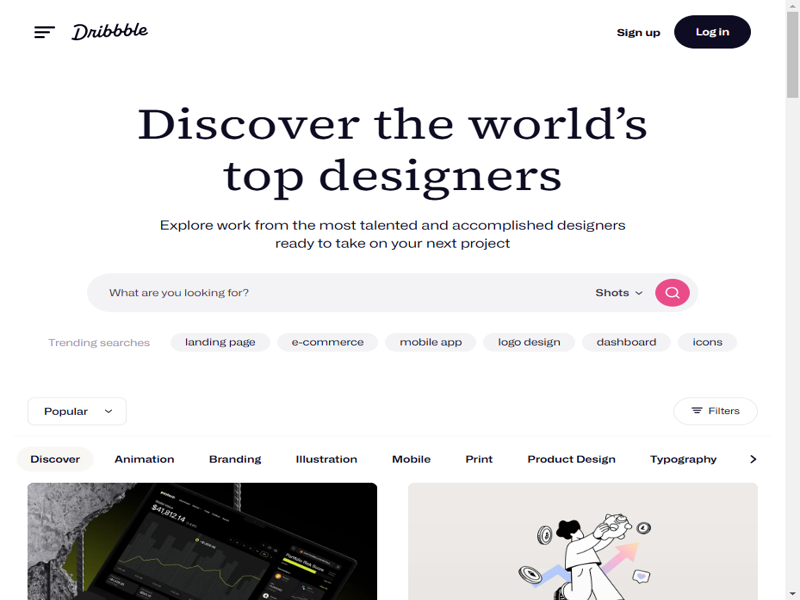 Dribbble
Sign up
Log in
Discover the world's
top designers
Explore work from the most talented and accomplished designers
ready to take on your next project
What are you looking for?
Shots
Trending searches
landing page
e-commerce
mobile app
logo design
dashboard
icons
Popular
Filters
Discover
Animation
Branding
Illustration
Mobile
Print
Product Design
Typography
$41,812.14
Portfolio Risk Score